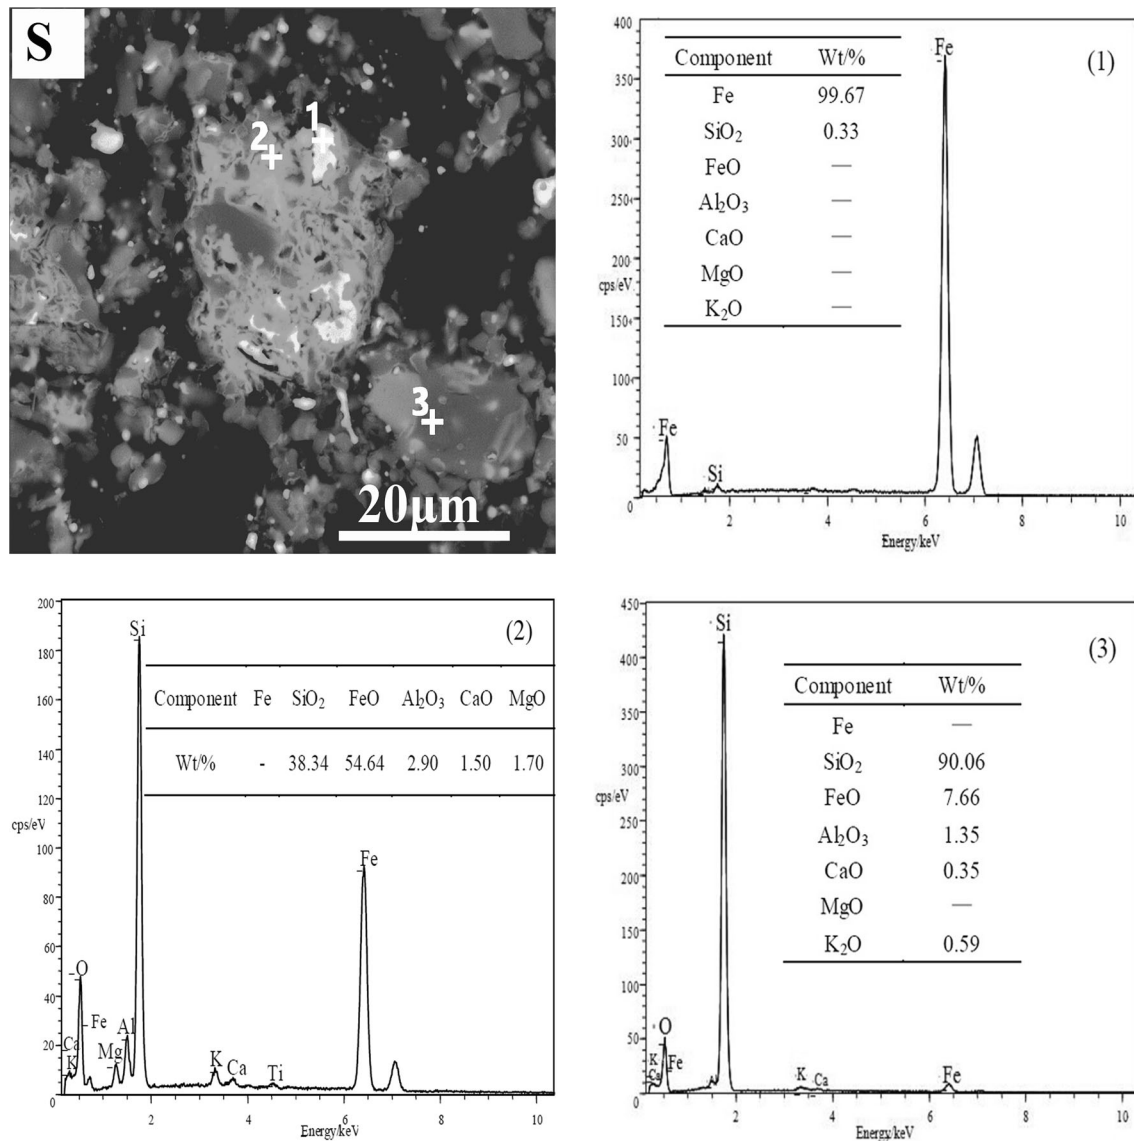 S
1
2
3
20μm
(1)
Component Wt/%
Fe 99.67
SiO₂ 0.33
FeO —
Al₂O₃ —
CaO —
MgO —
K₂O —
400
350
300
250
200
150
100
50
0
cps/eV
Fe
Si
Fe
2 4 6 8 10
Energy/keV
(2)
Component Fe SiO₂ FeO Al₂O₃ CaO MgO
Wt/% - 38.34 54.64 2.90 1.50 1.70
200
180
160
140
120
100
80
60
40
20
0
cps/eV
Si
Fe
O
Fe
Ca
K
Mg
Al
K
Ca
Ti
2 4 6 8 10
Energy/keV
(3)
Component Wt/%
Fe —
SiO₂ 90.06
FeO 7.66
Al₂O₃ 1.35
CaO 0.35
MgO —
K₂O 0.59
450
400
350
300
250
200
150
100
50
0
cps/eV
Si
O
K
Ca
Fe
K
Ca
Fe
2 4 6 8 10
Energy/keV